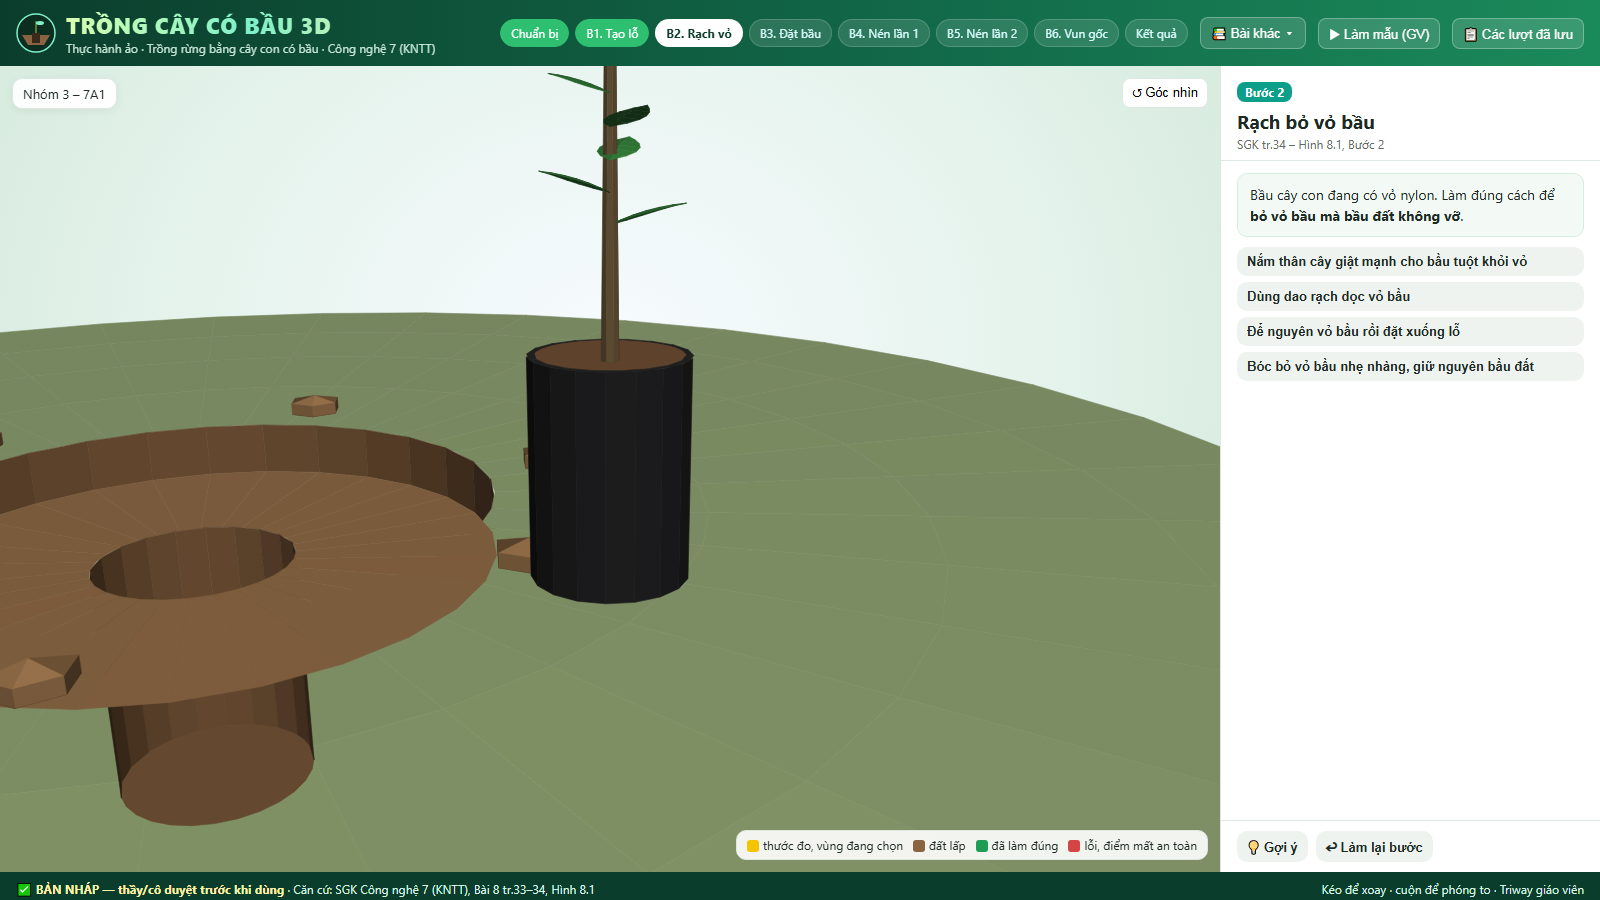 TRỒNG CÂY CÓ BẦU 3D
Thực hành ảo · Trồng rừng bằng cây con có bầu · Công nghệ 7 (KNTT)
Chuẩn bị
B1. Tạo lỗ
B2. Rạch vỏ
B3. Đặt bầu
B4. Nén lần 1
B5. Nén lần 2
B6. Vun gốc
Kết quả
Bài khác
Làm mẫu (GV)
Các lượt đã lưu
Nhóm 3 – 7A1
Góc nhìn
Bước 2
Rạch bỏ vỏ bầu
SGK tr.34 – Hình 8.1, Bước 2
Bầu cây con đang có vỏ nylon. Làm đúng cách để
bỏ vỏ bầu mà bầu đất không vỡ.
Nắm thân cây giật mạnh cho bầu tuột khỏi vỏ
Dùng dao rạch dọc vỏ bầu
Để nguyên vỏ bầu rồi đặt xuống lỗ
Bóc bỏ vỏ bầu nhẹ nhàng, giữ nguyên bầu đất
thước đo, vùng đang chọn
đất lấp
đã làm đúng
lỗi, điểm mất an toàn
Gợi ý
Làm lại bước
BẢN NHÁP — thầy/cô duyệt trước khi dùng · Căn cứ: SGK Công nghệ 7 (KNTT), Bài 8 tr.33–34, Hình 8.1
Kéo để xoay · cuộn để phóng to · Triway giáo viên